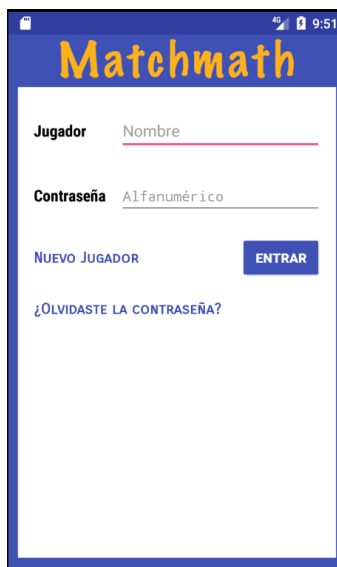 4G 9:51
Matchmath
Jugador Nombre
Contraseña Alfanumérico
NUEVO JUGADOR ENTRAR
¿OLVIDASTE LA CONTRASEÑA?